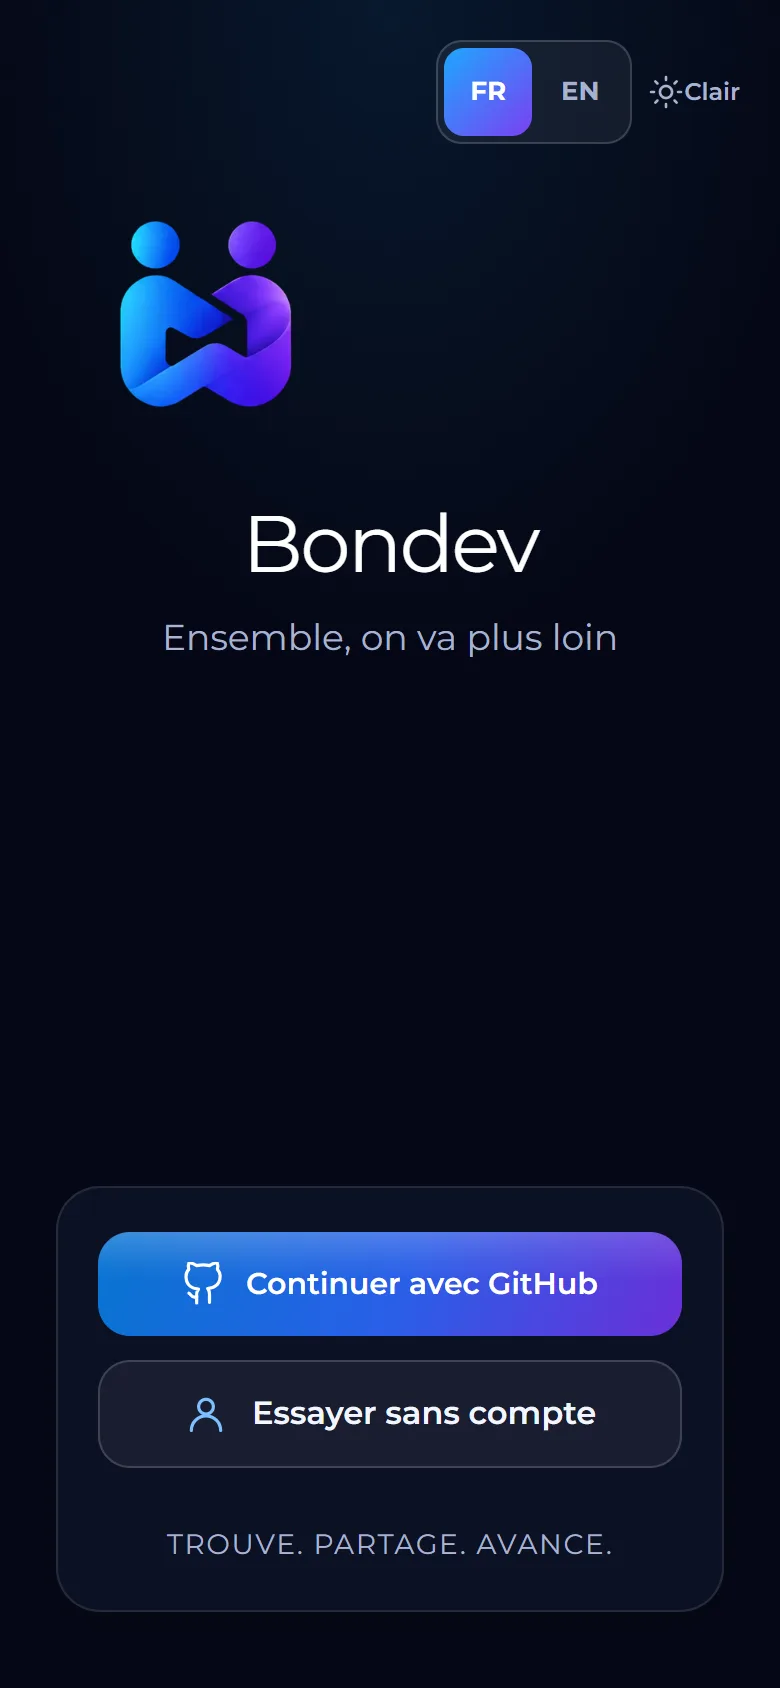 FR EN Clair
Bondev
Ensemble, on va plus loin
Continuer avec GitHub
Essayer sans compte
TROUVE. PARTAGE. AVANCE.